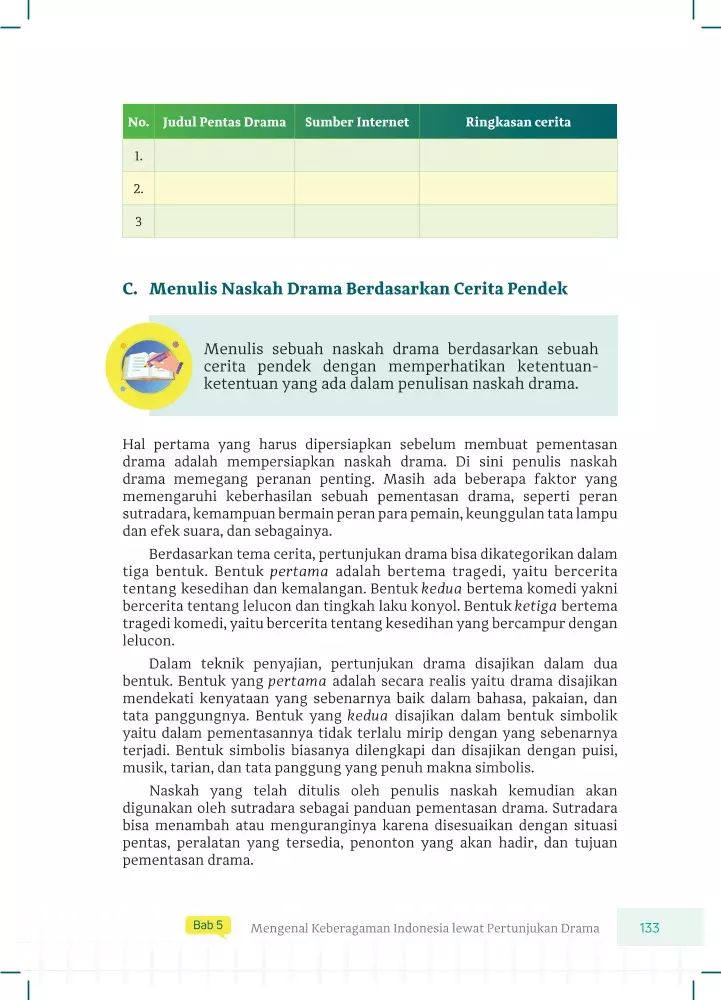 No. Judul Pentas Drama Sumber Internet Ringkasan cerita
1.
2.
3
C. Menulis Naskah Drama Berdasarkan Cerita Pendek
Menulis sebuah naskah drama berdasarkan sebuah
cerita pendek dengan memperhatikan ketentuan-
ketentuan yang ada dalam penulisan naskah drama.
Hal pertama yang harus dipersiapkan sebelum membuat pementasan
drama adalah mempersiapkan naskah drama. Di sini penulis naskah
drama memegang peranan penting. Masih ada beberapa faktor yang
memengaruhi keberhasilan sebuah pementasan drama, seperti peran
sutradara, kemampuan bermain peran para pemain, keunggulan tata lampu
dan efek suara, dan sebagainya.
Berdasarkan tema cerita, pertunjukan drama bisa dikategorikan dalam
tiga bentuk. Bentuk pertama adalah bertema tragedi, yaitu bercerita
tentang kesedihan dan kemalangan. Bentuk kedua bertema komedi yakni
bercerita tentang lelucon dan tingkah laku konyol. Bentuk ketiga bertema
tragedi komedi, yaitu bercerita tentang kesedihan yang bercampur dengan
lelucon.
Dalam teknik penyajian, pertunjukan drama disajikan dalam dua
bentuk. Bentuk yang pertama adalah secara realis yaitu drama disajikan
mendekati kenyataan yang sebenarnya baik dalam bahasa, pakaian, dan
tata panggungnya. Bentuk yang kedua disajikan dalam bentuk simbolik
yaitu dalam pementasannya tidak terlalu mirip dengan yang sebenarnya
terjadi. Bentuk simbolis biasanya dilengkapi dan disajikan dengan puisi,
musik, tarian, dan tata panggung yang penuh makna simbolis.
Naskah yang telah ditulis oleh penulis naskah kemudian akan
digunakan oleh sutradara sebagai panduan pementasan drama. Sutradara
bisa menambah atau menguranginya karena disesuaikan dengan situasi
pentas, peralatan yang tersedia, penonton yang akan hadir, dan tujuan
pementasan drama.
Bab 5 Mengenal Keberagaman Indonesia lewat Pertunjukan Drama 133